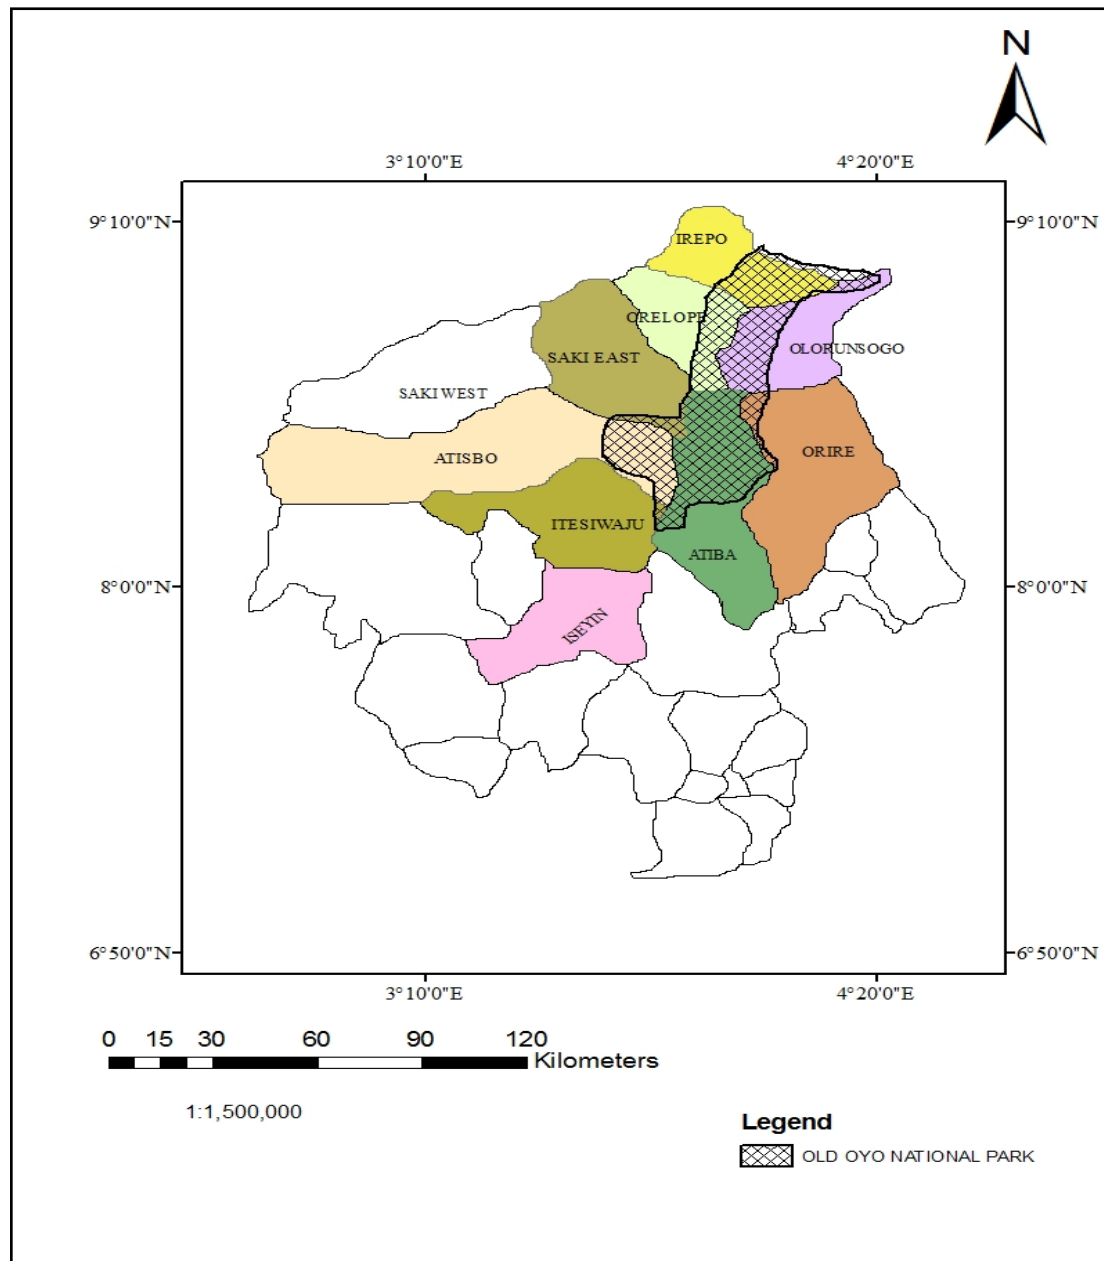 N
3°10'0"E 4°20'0"E
9°10'0"N 9°10'0"N
IREPO
ORELOPE
OLORUNSOGO
SAKI EAST
SAKI WEST
ORIRE
ATISBO
ITESIWAJU
ATIBA
8°0'0"N 8°0'0"N
ISEYIN
6°50'0"N 6°50'0"N
3°10'0"E 4°20'0"E
0 15 30 60 90 120
Kilometers
1:1,500,000
Legend
OLD OYO NATIONAL PARK